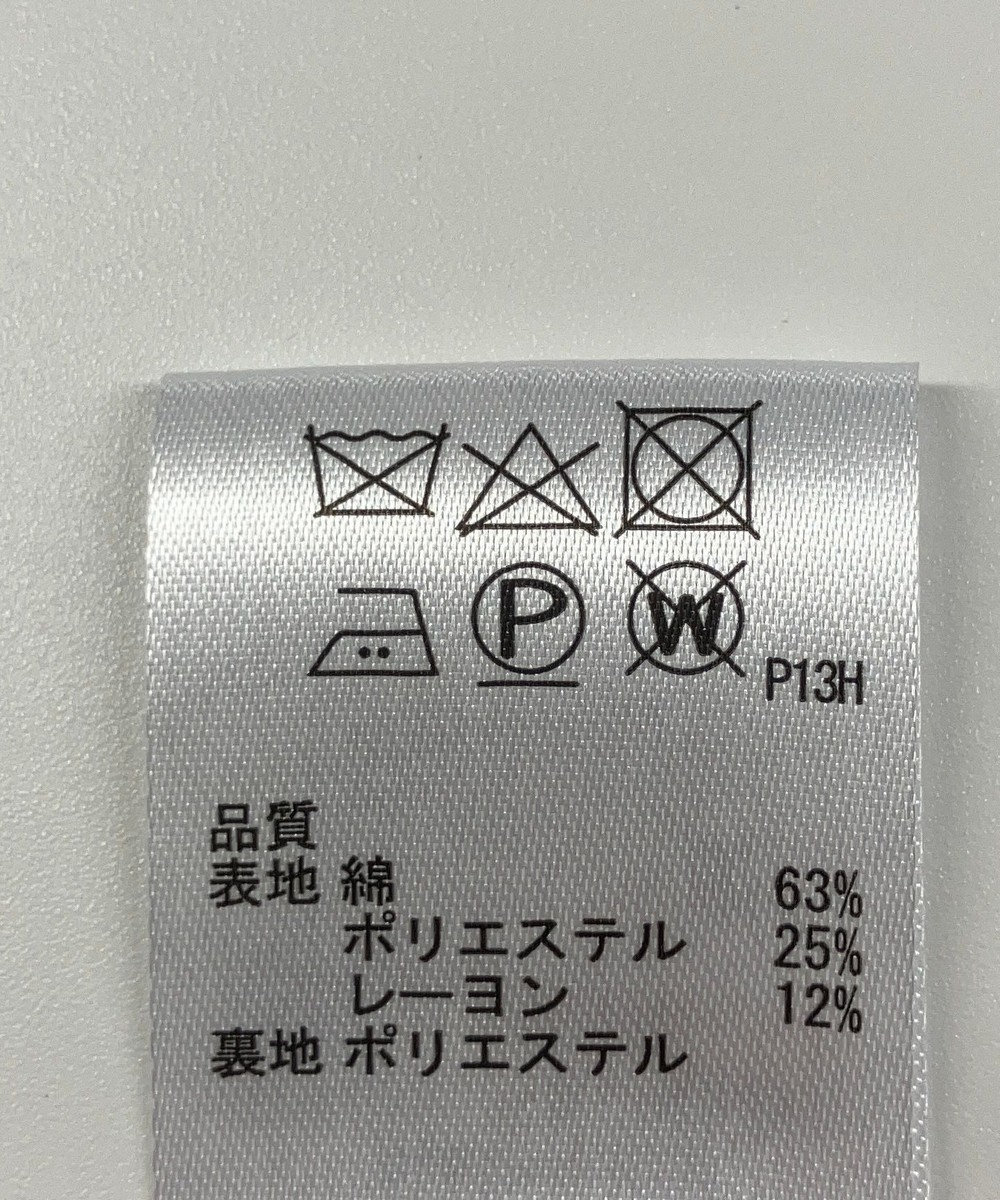 P W P13H
品質
表地 綿 63%
ポリエステル 25%
レーヨン 12%
裏地 ポリエステル